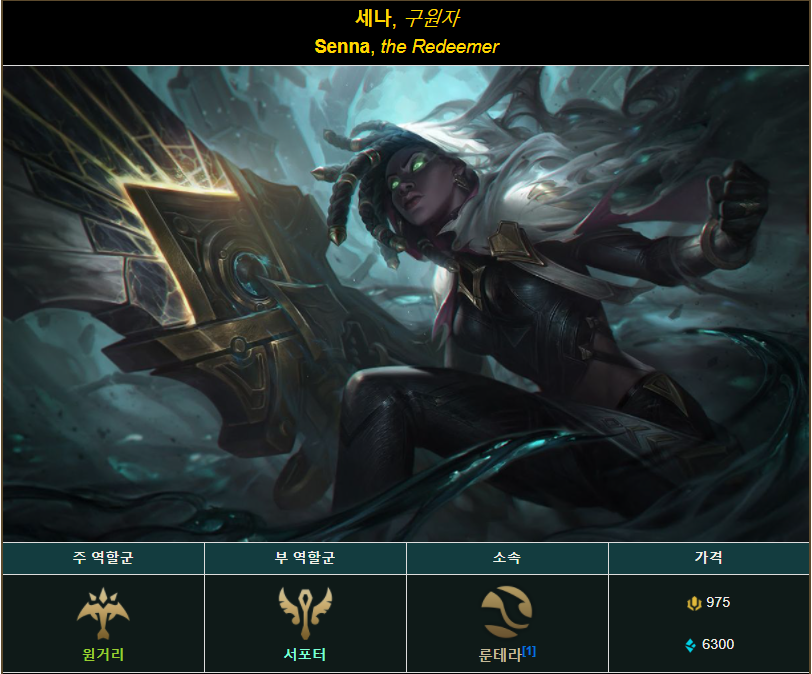 세나, 구원자
Senna, the Redeemer
주 역할군 부 역할군 소속 가격
원거리 서포터 룬테라[1] 975
6300